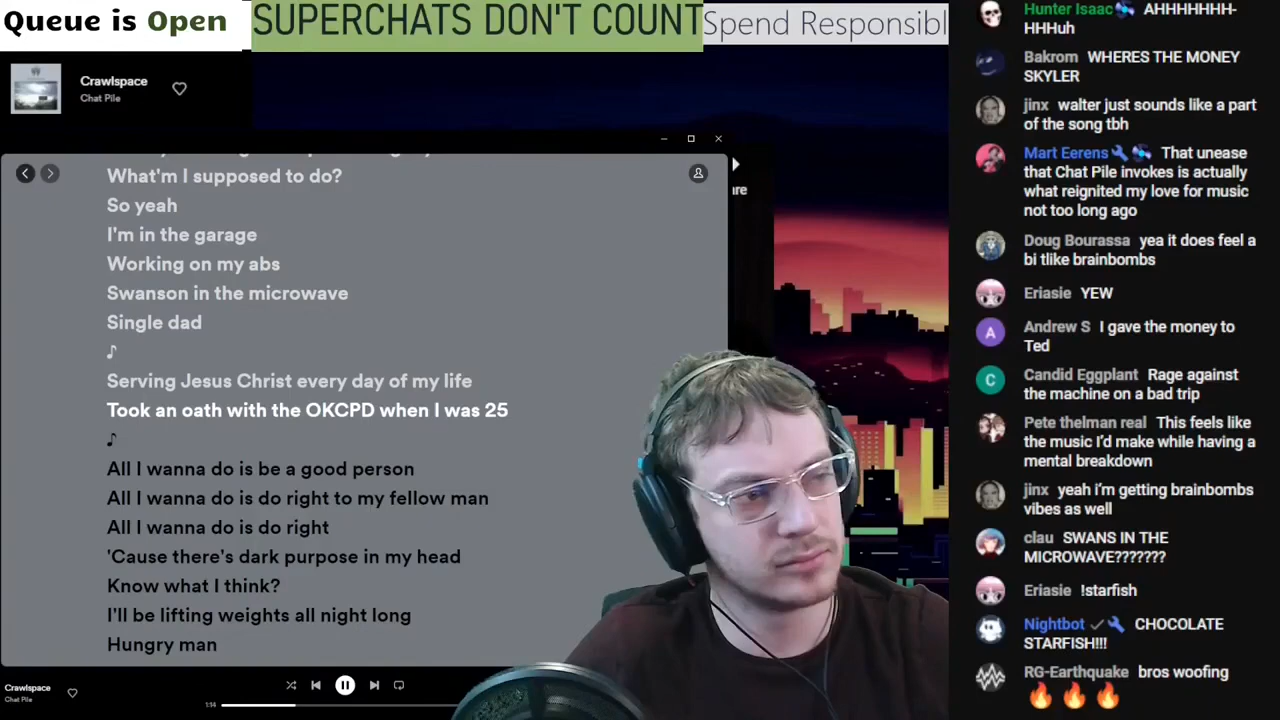 Queue is Open
SUPERCHATS DON'T COUNT
Spend Responsibl
Crawlspace
Chat Pile
What'm I supposed to do?
So yeah
I'm in the garage
Working on my abs
Swanson in the microwave
Single dad
♪
Serving Jesus Christ every day of my life
Took an oath with the OKCPD when I was 25
♪
All I wanna do is be a good person
All I wanna do is do right to my fellow man
All I wanna do is do right
'Cause there's dark purpose in my head
Know what I think?
I'll be lifting weights all night long
Hungry man
are
Crawlspace
Chat Pile
1:14
Hunter Isaac AHHHHHHH-
HHHuh
Bakrom WHERES THE MONEY
SKYLER
jinx walter just sounds like a part
of the song tbh
Mart Eerens That unease
that Chat Pile invokes is actually
what reignited my love for music
not too long ago
Doug Bourassa yea it does feel a
bi tlike brainbombs
Eriasie YEW
Andrew S I gave the money to
Ted
Candid Eggplant Rage against
the machine on a bad trip
Pete thelman real This feels like
the music I'd make while having a
mental breakdown
jinx yeah i'm getting brainbombs
vibes as well
clau SWANS IN THE
MICROWAVE???????
Eriasie !starfish
Nightbot CHOCOLATE
STARFISH!!!
RG-Earthquake bros woofing
🔥 🔥 🔥